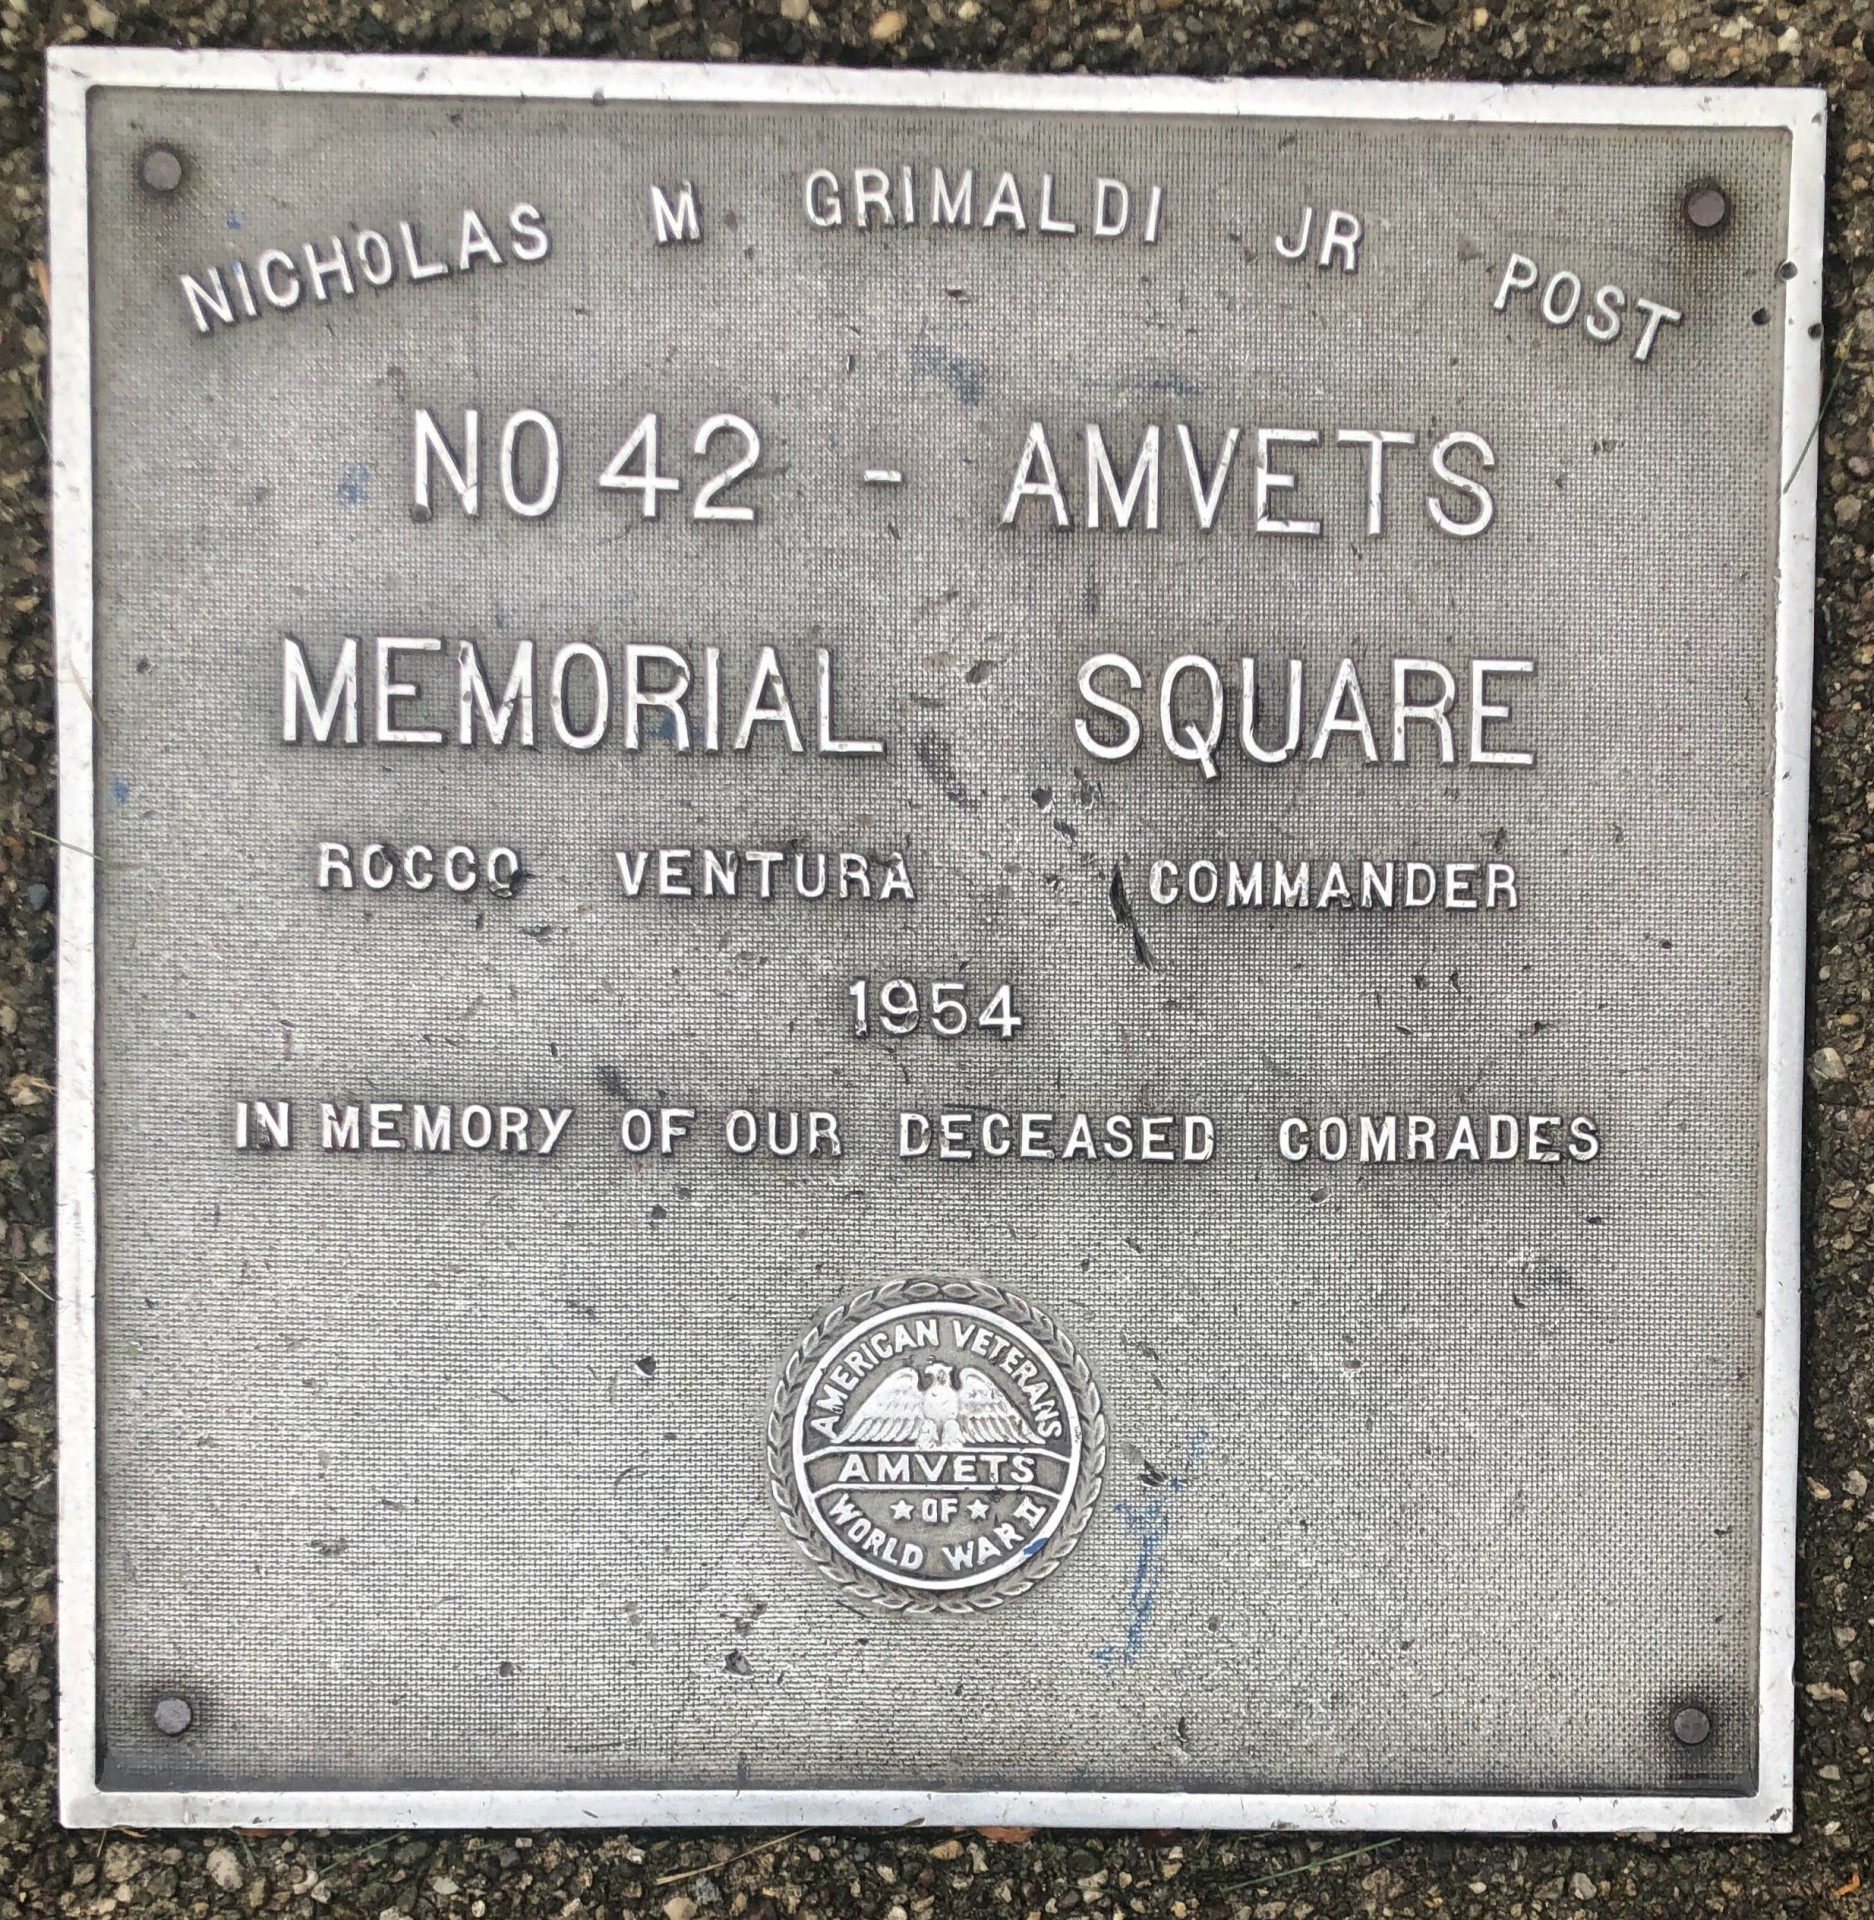 NICHOLAS M GRIMALDI JR POST
NO 42 - AMVETS
MEMORIAL SQUARE
ROCCO VENTURA COMMANDER
1954
IN MEMORY OF OUR DECEASED COMRADES
AMERICAN VETERANS
AMVETS
★ OF ★
WORLD WAR II